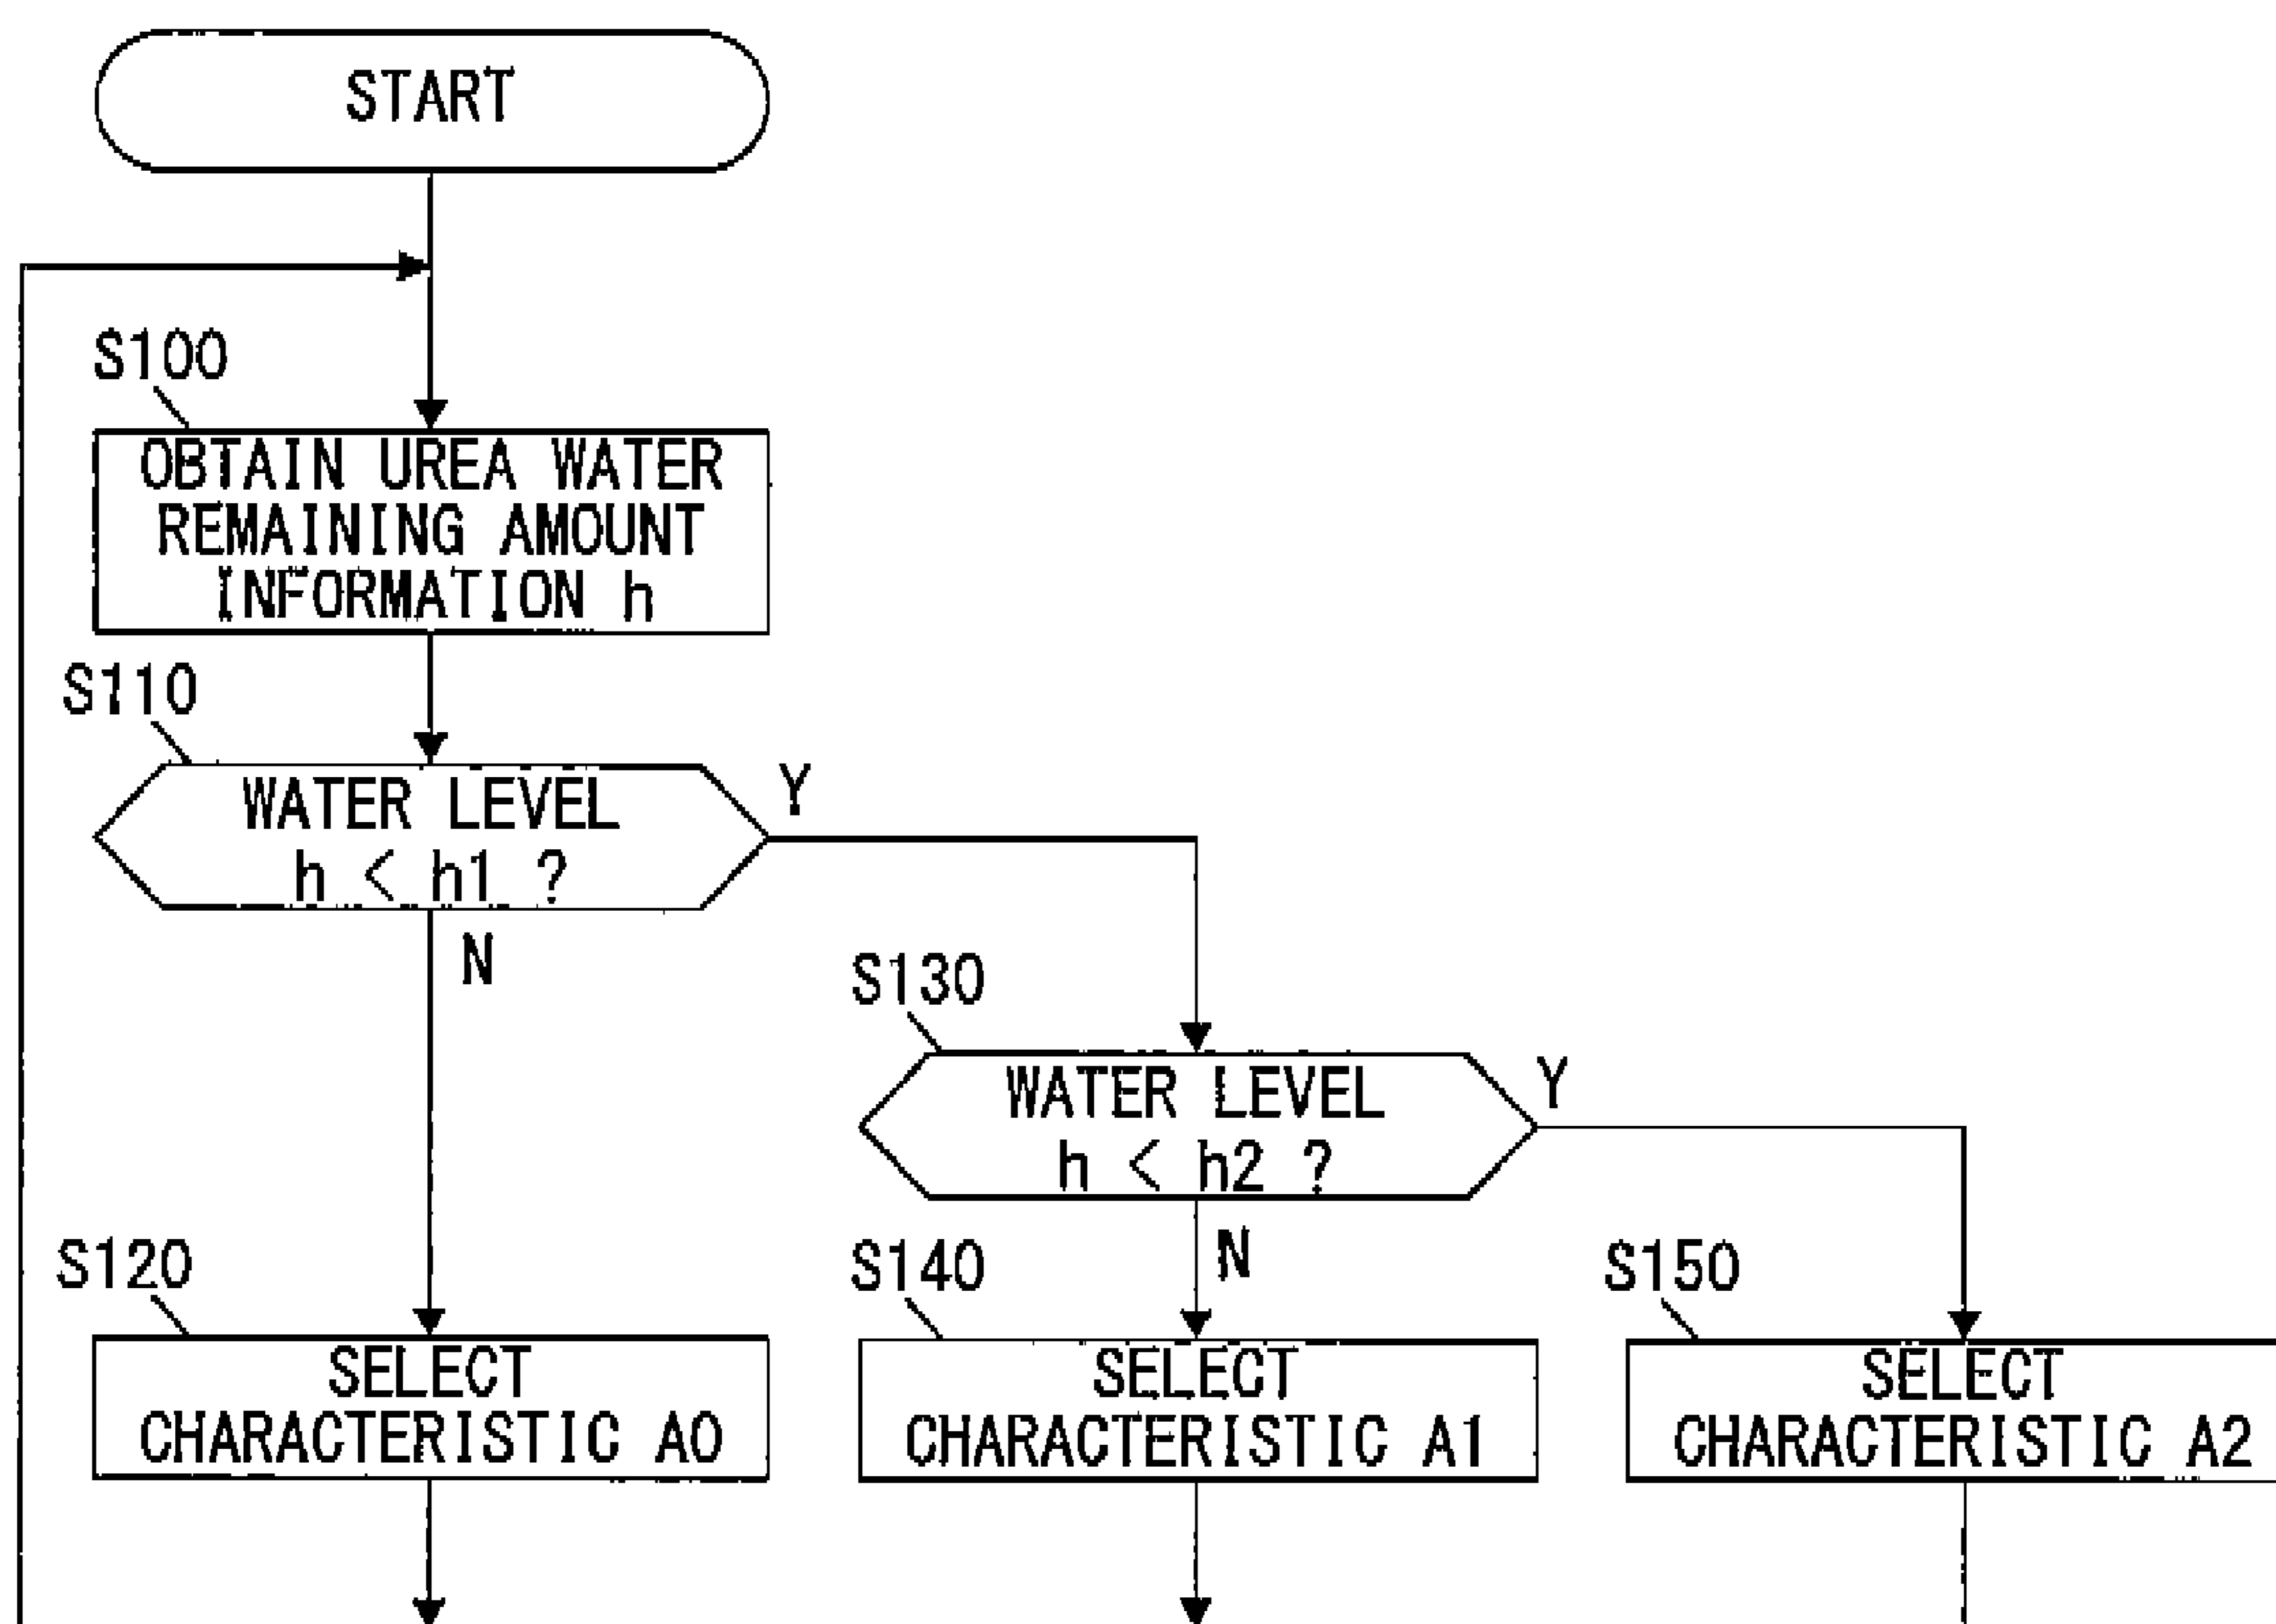 START
S100
OBTAIN UREA WATER
REMAINING AMOUNT
INFORMATION h
S110
WATER LEVEL
h < h1 ?
Y
N
S130
WATER LEVEL
h < h2 ?
Y
N
S120
SELECT
CHARACTERISTIC A0
S140
SELECT
CHARACTERISTIC A1
S150
SELECT
CHARACTERISTIC A2